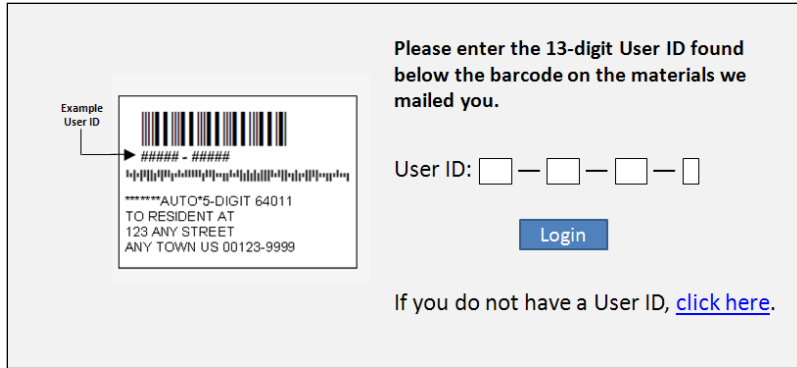 Please enter the 13-digit User ID found
below the barcode on the materials we
mailed you.
Example
User ID
##### - #####
*******AUTO*5-DIGIT 64011
TO RESIDENT AT
123 ANY STREET
ANY TOWN US 00123-9999
User ID: — — —
Login
If you do not have a User ID, click here.